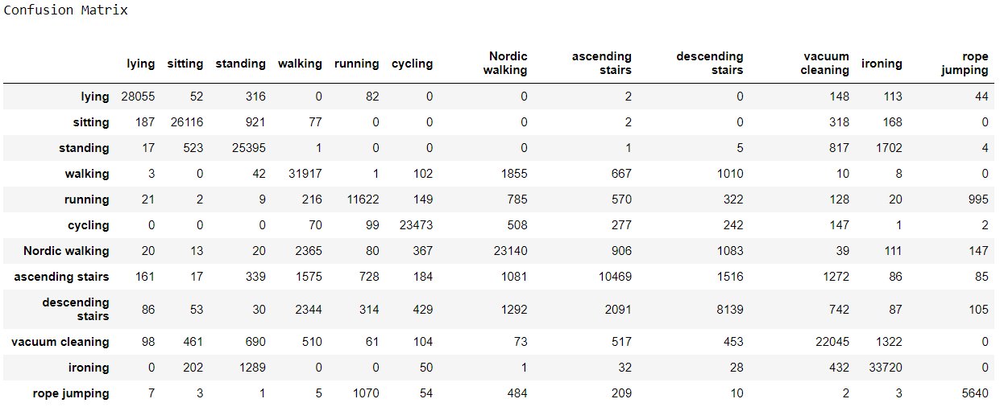 Confusion Matrix
lying sitting standing walking running cycling Nordic walking ascending stairs descending stairs vacuum cleaning ironing rope jumping
lying 28055 52 316 0 82 0 0 2 0 148 113 44
sitting 187 26116 921 77 0 0 0 2 0 318 168 0
standing 17 523 25395 1 0 0 0 1 5 817 1702 4
walking 3 0 42 31917 1 102 1855 667 1010 10 8 0
running 21 2 9 216 11622 149 785 570 322 128 20 995
cycling 0 0 0 70 99 23473 508 277 242 147 1 2
Nordic walking 20 13 20 2365 80 367 23140 906 1083 39 111 147
ascending stairs 161 17 339 1575 728 184 1081 10469 1516 1272 86 85
descending stairs 86 53 30 2344 314 429 1292 2091 8139 742 87 105
vacuum cleaning 98 461 690 510 61 104 73 517 453 22045 1322 0
ironing 0 202 1289 0 0 50 1 32 28 432 33720 0
rope jumping 7 3 1 5 1070 54 484 209 10 2 3 5640